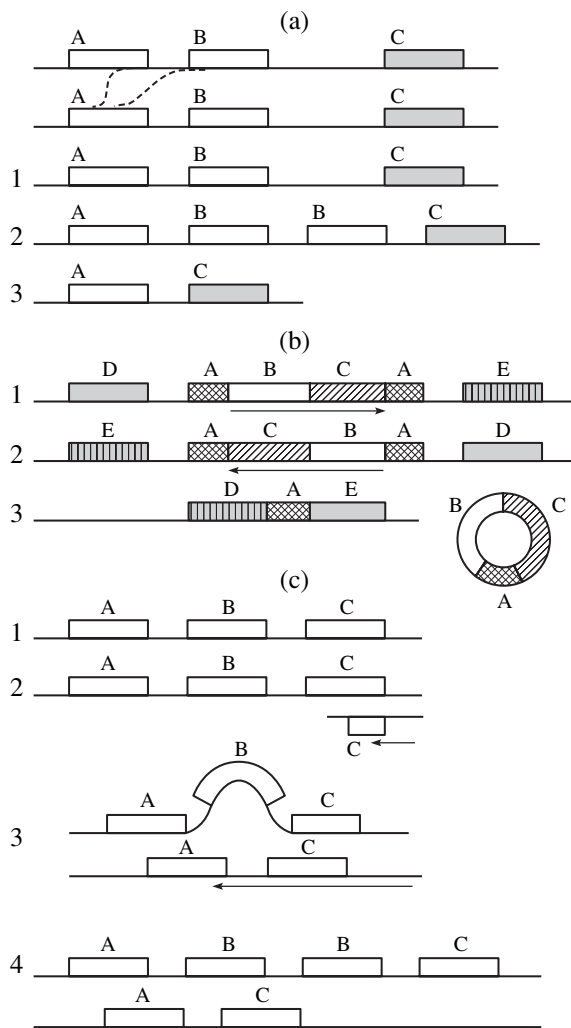 (a)
A B C
A B C
1 A B C
2 A B B C
3 A C
(b)
1 D A B C A E
2 E A C B A D
3 D A E
B C
A
(c)
1 A B C
2 A B C
C
B
3 A C
A C
4 A B B C
A C